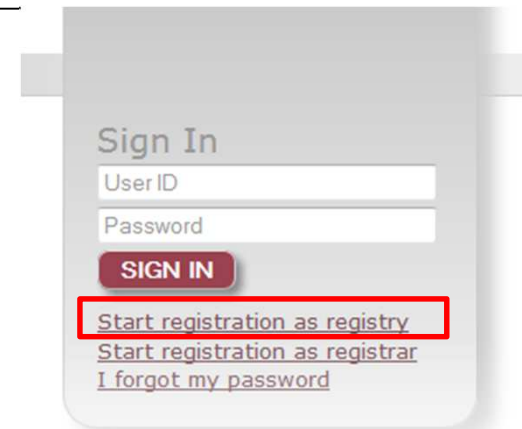 Sign In
User ID
Password
SIGN IN
Start registration as registry
Start registration as registrar
I forgot my password